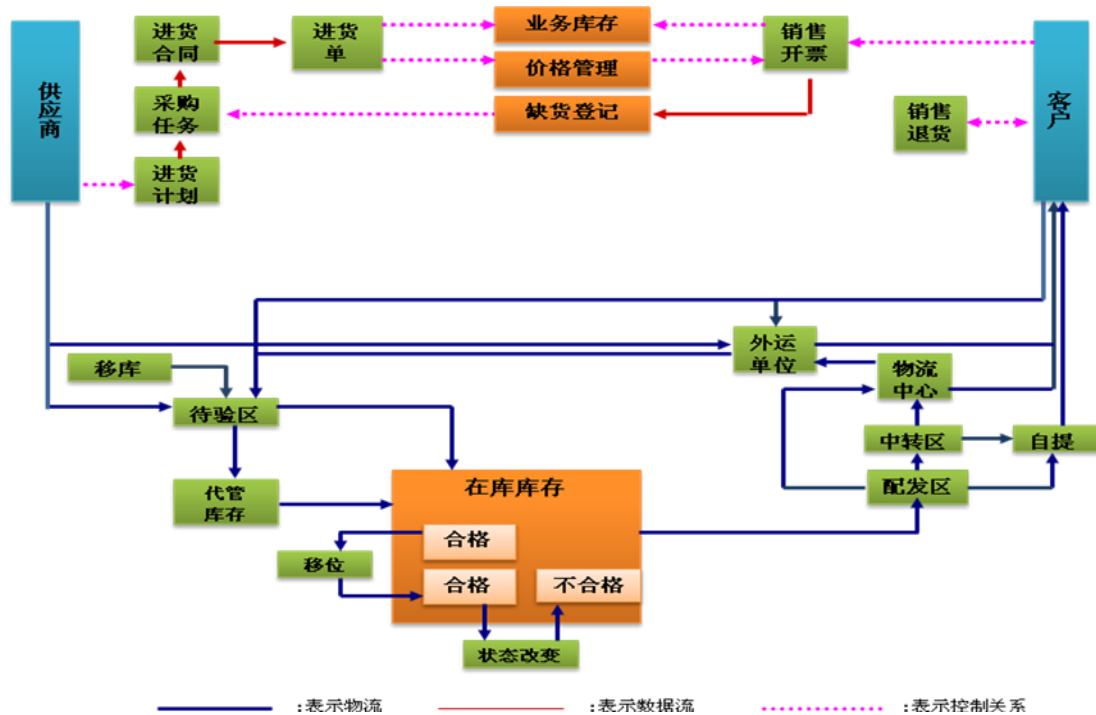 供应商
进货
合同
进货
单
业务库存
销售
开票
客户
价格管理
采购
任务
缺货登记
销售
退货
进货
计划
外运
单位
移库
物流
中心
待验区
中转区
自提
代管
库存
在库库存
配发区
合格
移位
合格
不合格
状态改变
:表示物流
:表示数据流
:表示控制关系